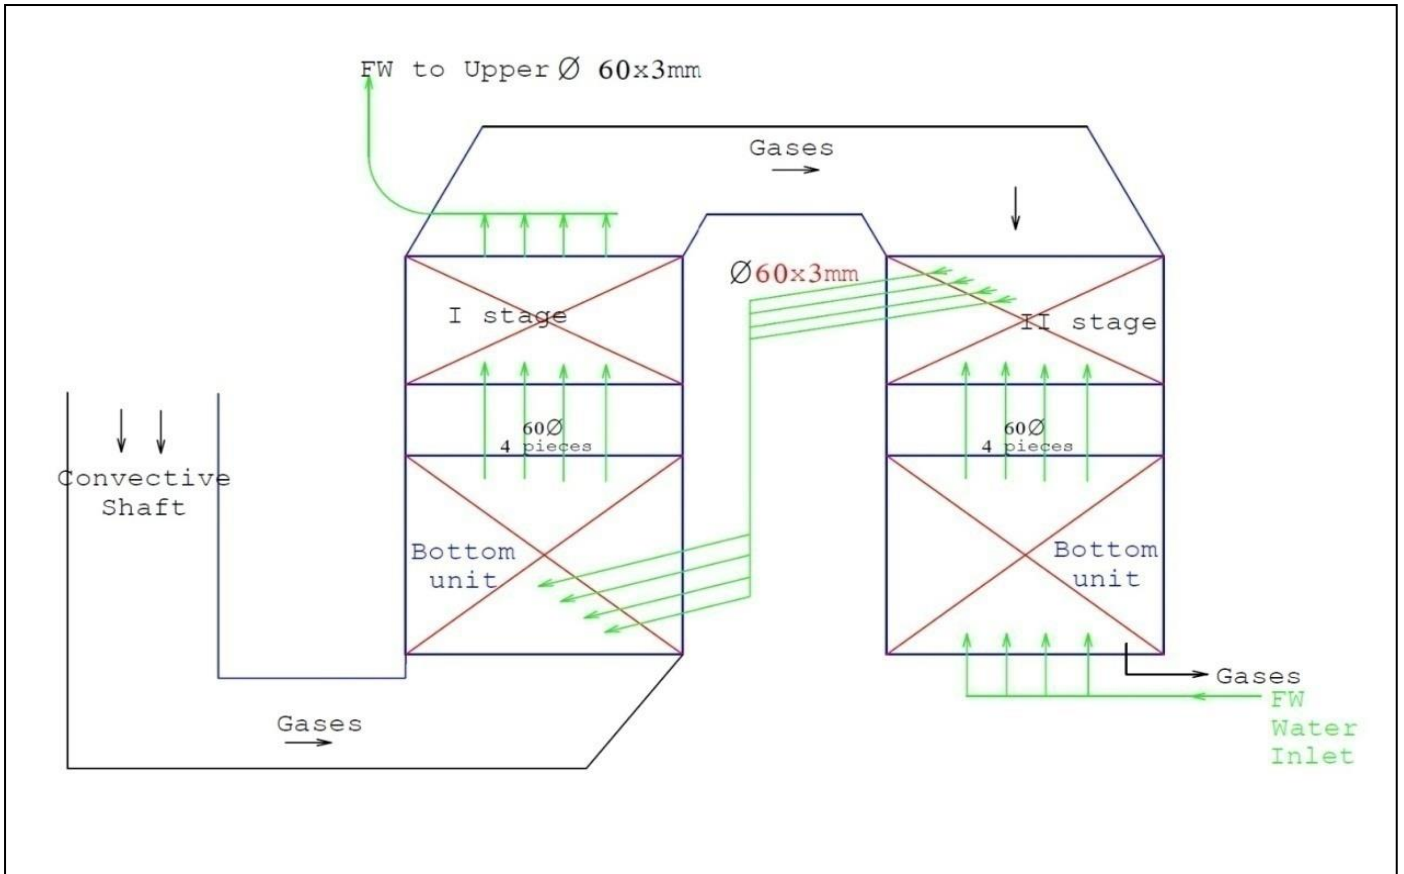 FW to Upper Ø 60x3mm
Gases
Ø60x3mm
I stage
II stage
60Ø
4 pieces
60Ø
4 pieces
Convective
Shaft
Bottom
unit
Bottom
unit
Gases
FW
Water
Inlet
Gases